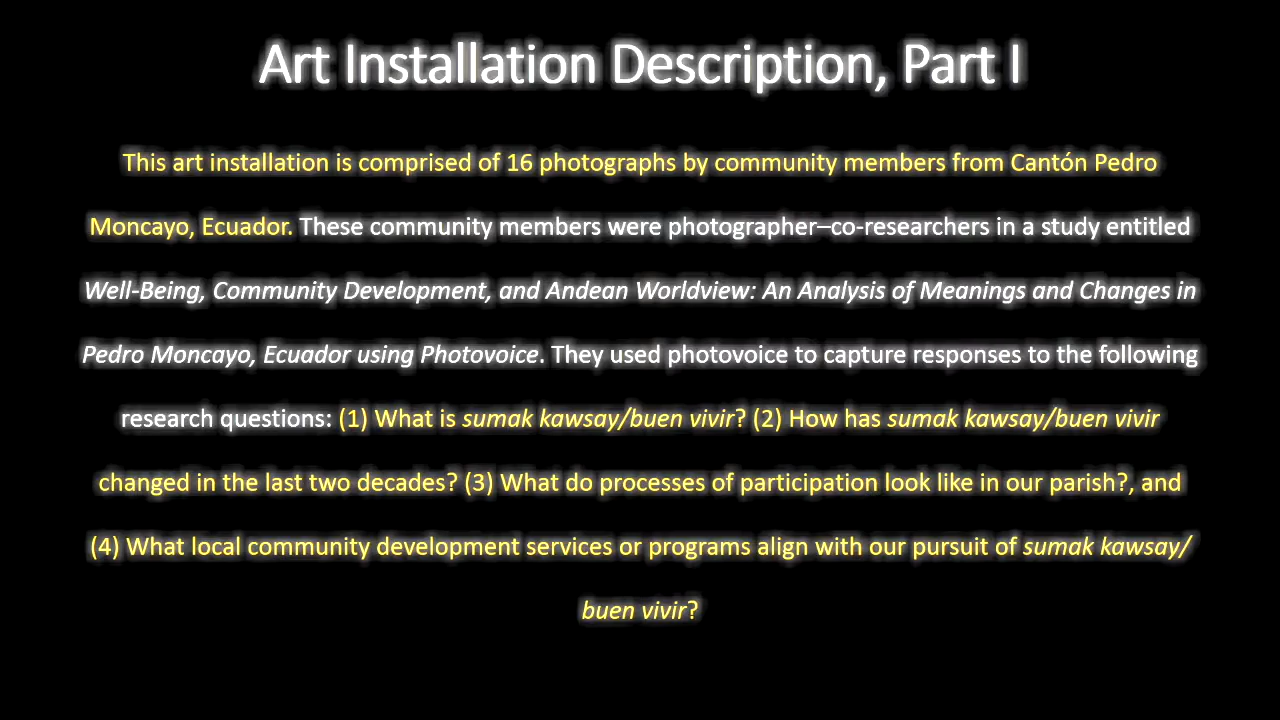 Art Installation Description, Part I
This art installation is comprised of 16 photographs by community members from Cantón Pedro
Moncayo, Ecuador. These community members were photographer–co-researchers in a study entitled
Well-Being, Community Development, and Andean Worldview: An Analysis of Meanings and Changes in
Pedro Moncayo, Ecuador using Photovoice. They used photovoice to capture responses to the following
research questions: (1) What is sumak kawsay/buen vivir? (2) How has sumak kawsay/buen vivir
changed in the last two decades? (3) What do processes of participation look like in our parish?, and
(4) What local community development services or programs align with our pursuit of sumak kawsay/
buen vivir?